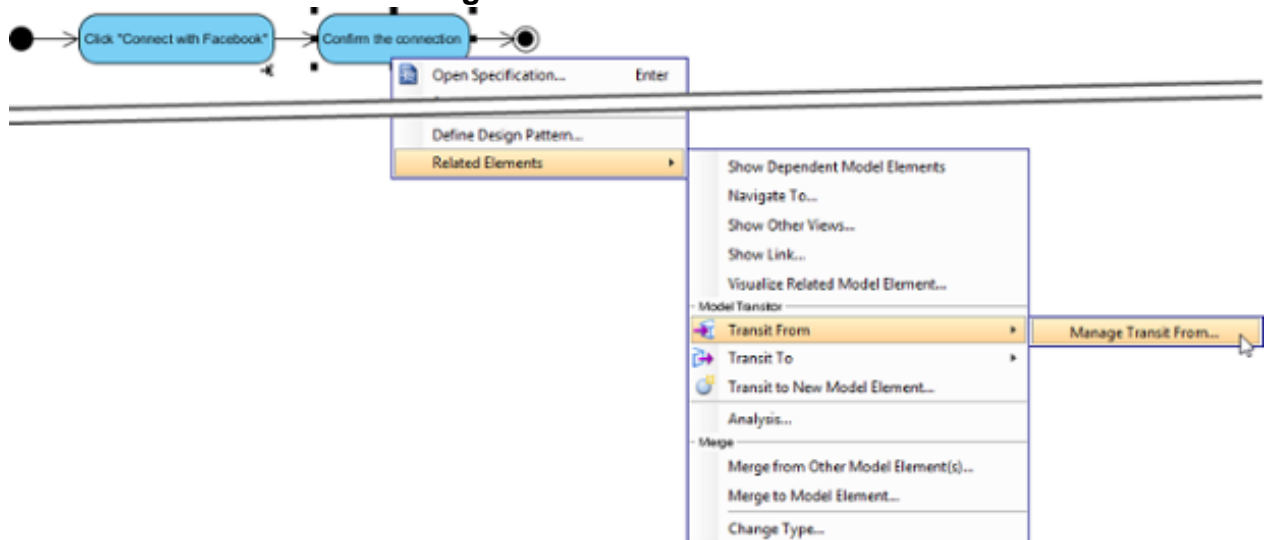 Click "Connect with Facebook"
Confirm the connection
Open Specification... Enter
Define Design Pattern...
Related Elements
Show Dependent Model Elements
Navigate To...
Show Other Views...
Show Link...
Visualize Related Model Element...
Model Transitor
Transit From
Manage Transit From...
Transit To
Transit to New Model Element...
Analysis...
Merge
Merge from Other Model Element(s)...
Merge to Model Element...
Change Type...